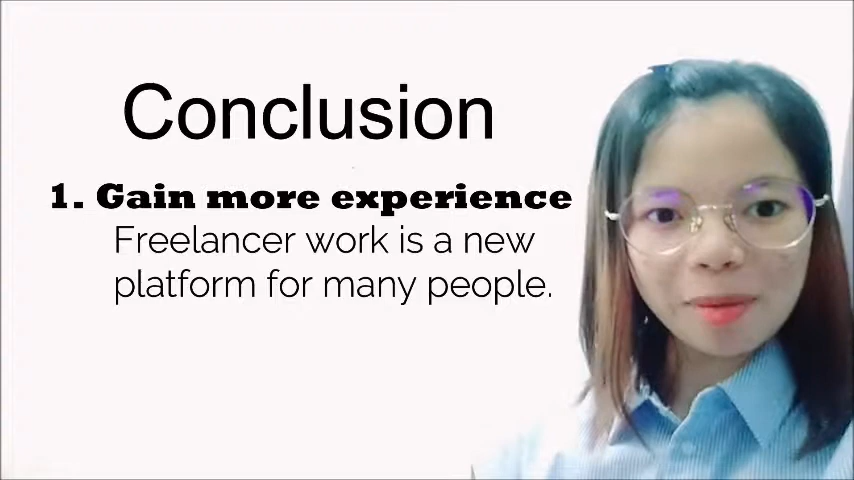 Conclusion
1. Gain more experience
Freelancer work is a new
platform for many people.